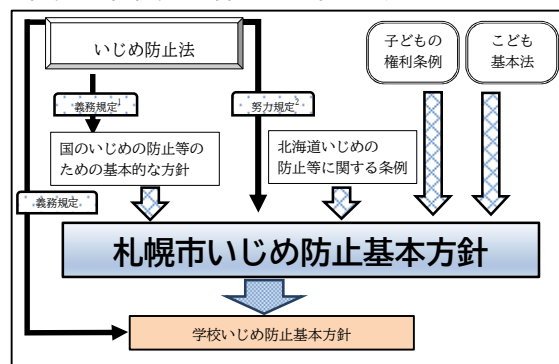 いじめ防止法
子どもの
権利条例
こども
基本法
義務規定1
努力規定2
国のいじめの防止等の
ための基本的な方針
北海道いじめの
防止等に関する条例
義務規定
札幌市いじめ防止基本方針
学校いじめ防止基本方針